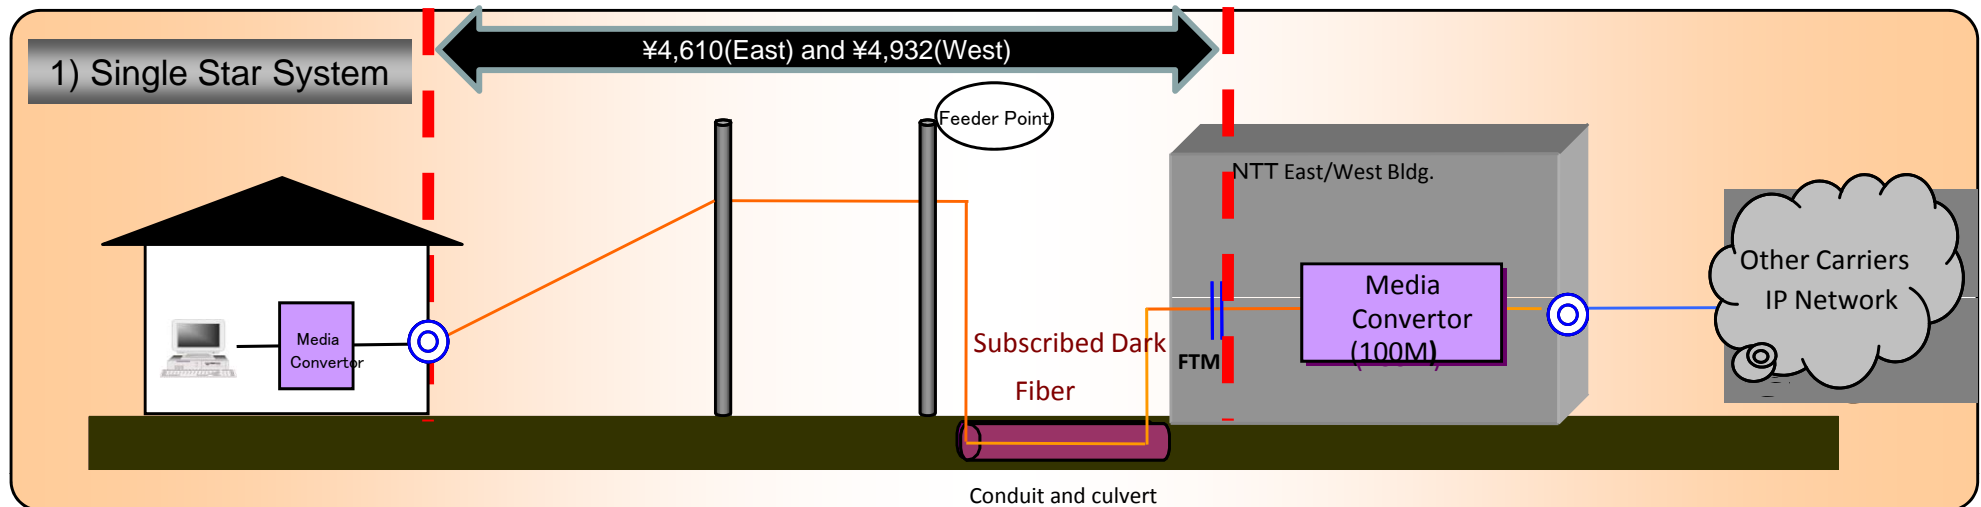 ¥4,610(East) and ¥4,932(West)
1) Single Star System
Feeder Point
NTT East/West Bldg.
Media
Convertor
(100M)
Other Carriers
IP Network
Media
Convertor
Subscribed Dark
Fiber
FTM
Conduit and culvert